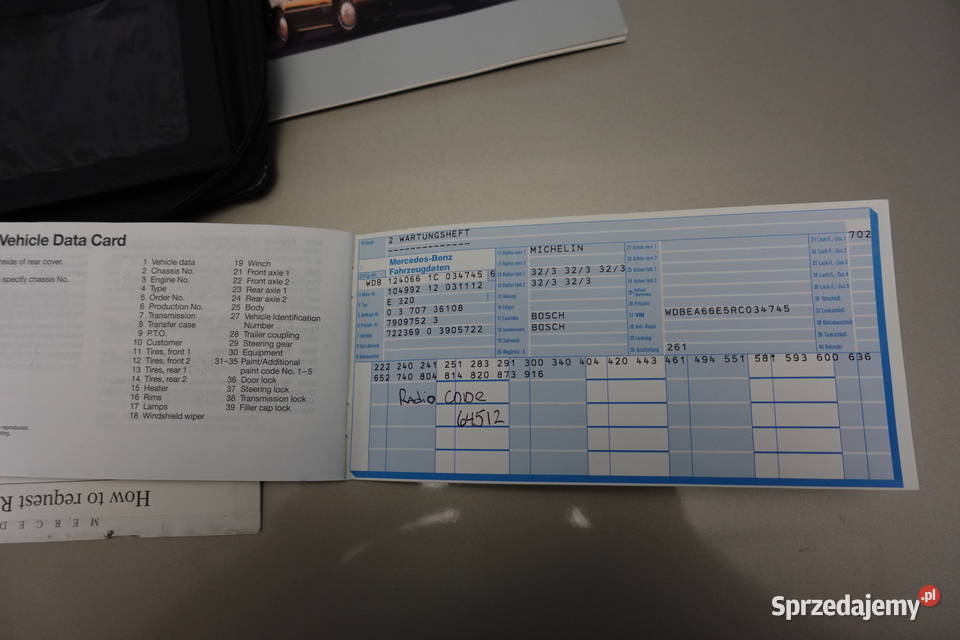 Vehicle Data Card
inside of rear cover.
specify chassis No.
1 Vehicle data
2 Chassis No.
3 Engine No.
4 Type
5 Order No.
6 Production No.
7 Transmission
8 Transfer case
9 P.T.O.
10 Customer
11 Tires, front 1
12 Tires, front 2
13 Tires, rear 1
14 Tires, rear 2
15 Heater
16 Rims
17 Lamps
18 Windshield wiper
19 Winch
21 Front axle 1
22 Front axle 2
23 Rear axle 1
24 Rear axle 2
25 Body
27 Vehicle Identification
Number
28 Trailer coupling
29 Steering gear
30 Equipment
31-35 Paint/Additional
paint code No. 1-5
36 Door lock
37 Steering lock
38 Transmission lock
39 Filler cap lock
2 WARTUNGSHEFT
Mercedes-Benz
Fahrzeugdaten
WDB 124066 1C 034745 6
104992 12 031112
E 320
0 3 707 36108
7909752 3
722369 0 3905722
MICHELIN
32/3 32/3 32/3
32/3 32/3
BOSCH
BOSCH
WDBEA66E5RC034745
261
702
222 240 241 251 283 291 300 340 404 420 443 461 494 551 581 593 600 636
652 740 804 814 820 873 916
Radio Code
64512
How to request R
MERCED
Sprzedajemy.pl